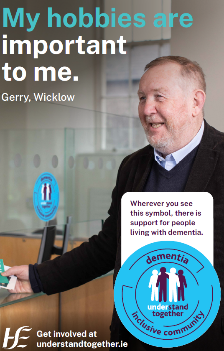 My hobbies are
important
to me.
Gerry, Wicklow
Wherever you see
this symbol, there is
support for people
living with dementia.
dementia
understand
together
inclusive community
Get involved at
understandtogether.ie